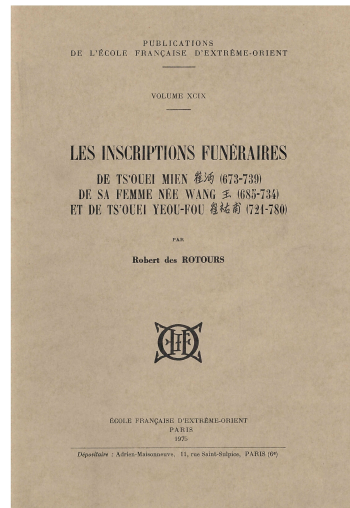 PUBLICATIONS
DE L'ÉCOLE FRANÇAISE D'EXTRÊME-ORIENT
VOLUME XCIX
LES INSCRIPTIONS FUNÉRAIRES
DE TS'OUEI MIEN 崔沔 (673-739)
DE SA FEMME NÉE WANG 王 (685-734)
ET DE TS'OUEI YEOU-FOU 崔祐甫 (721-780)
PAR
Robert des ROTOURS
ÉCOLE FRANÇAISE D'EXTRÊME-ORIENT
PARIS
1975
Dépositaire : Adrien-Maisonneuve, 11, rue Saint-Sulpice, PARIS (6e)